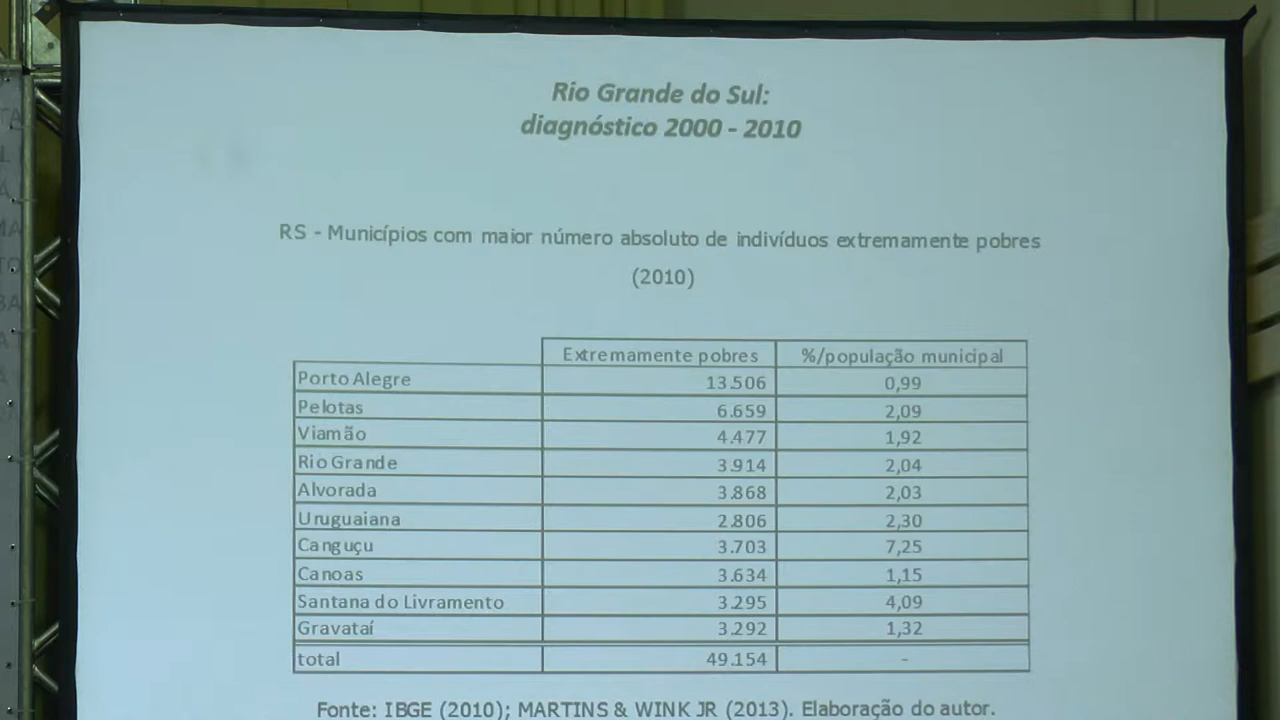 Rio Grande do Sul:
diagnóstico 2000 - 2010
RS - Municípios com maior número absoluto de indivíduos extremamente pobres
(2010)
Extremamente pobres %/população municipal
Porto Alegre 13.506 0,99
Pelotas 6.659 2,09
Viamão 4.477 1,92
Rio Grande 3.914 2,04
Alvorada 3.868 2,03
Uruguaiana 2.806 2,30
Canguçu 3.703 7,25
Canoas 3.634 1,15
Santana do Livramento 3.295 4,09
Gravataí 3.292 1,32
total 49.154 -
Fonte: IBGE (2010); MARTINS & WINK JR (2013). Elaboração do autor.